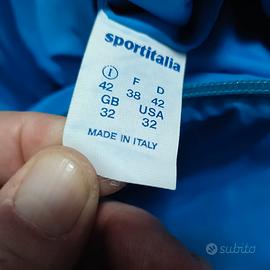 sportitalia
I F D
42 38 42
GB USA
32 32
MADE IN ITALY
subito